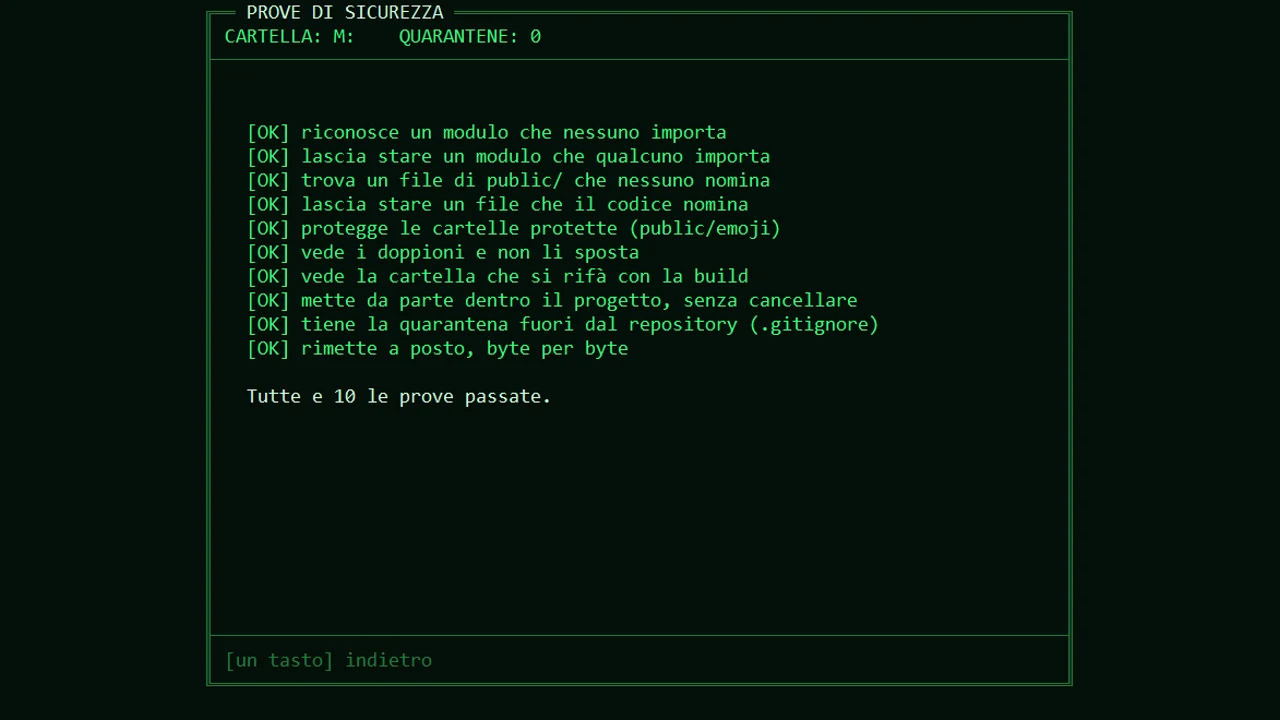 PROVE DI SICUREZZA
CARTELLA: M:    QUARANTENE: 0
[OK] riconosce un modulo che nessuno importa
[OK] lascia stare un modulo che qualcuno importa
[OK] trova un file di public/ che nessuno nomina
[OK] lascia stare un file che il codice nomina
[OK] protegge le cartelle protette (public/emoji)
[OK] vede i doppioni e non li sposta
[OK] vede la cartella che si rifà con la build
[OK] mette da parte dentro il progetto, senza cancellare
[OK] tiene la quarantena fuori dal repository (.gitignore)
[OK] rimette a posto, byte per byte
Tutte e 10 le prove passate.
[un tasto] indietro